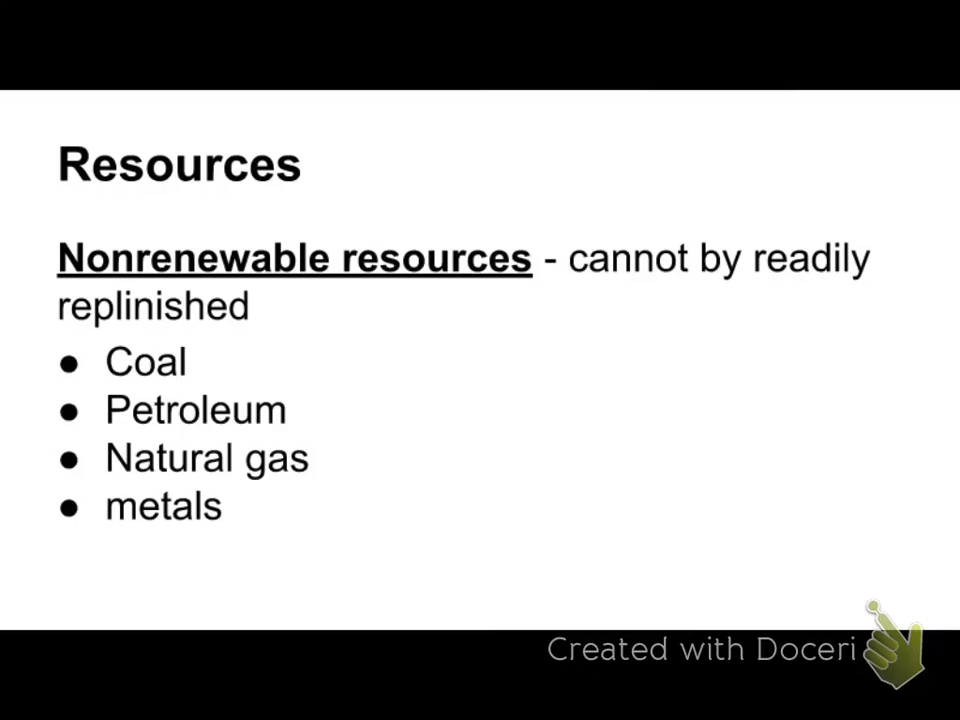 Resources
Nonrenewable resources - cannot by readily
replinished
● Coal
● Petroleum
● Natural gas
● metals
Created with Doceri